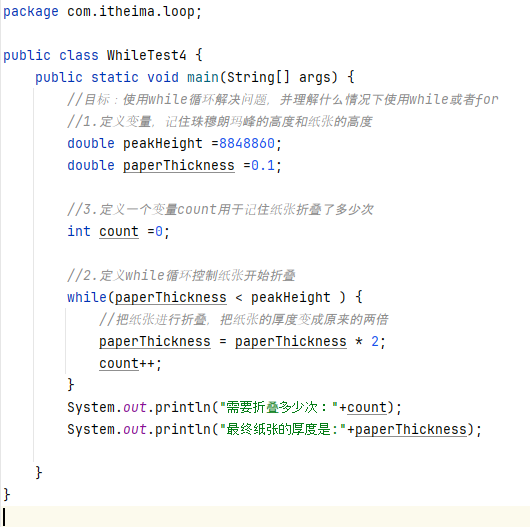 package com.itheima.loop;
public class WhileTest4 {
public static void main(String[] args) {
//目标：使用while循环解决问题，并理解什么情况下使用while或者for
//1.定义变量，记住珠穆朗玛峰的高度和纸张的高度
double peakHeight =8848860;
double paperThickness =0.1;
//3.定义一个变量count用于记住纸张折叠了多少次
int count =0;
//2.定义while循环控制纸张开始折叠
while(paperThickness < peakHeight ) {
//把纸张进行折叠，把纸张的厚度变成原来的两倍
paperThickness = paperThickness * 2;
count++;
}
System.out.println("需要折叠多少次："+count);
System.out.println("最终纸张的厚度是:"+paperThickness);
}
}